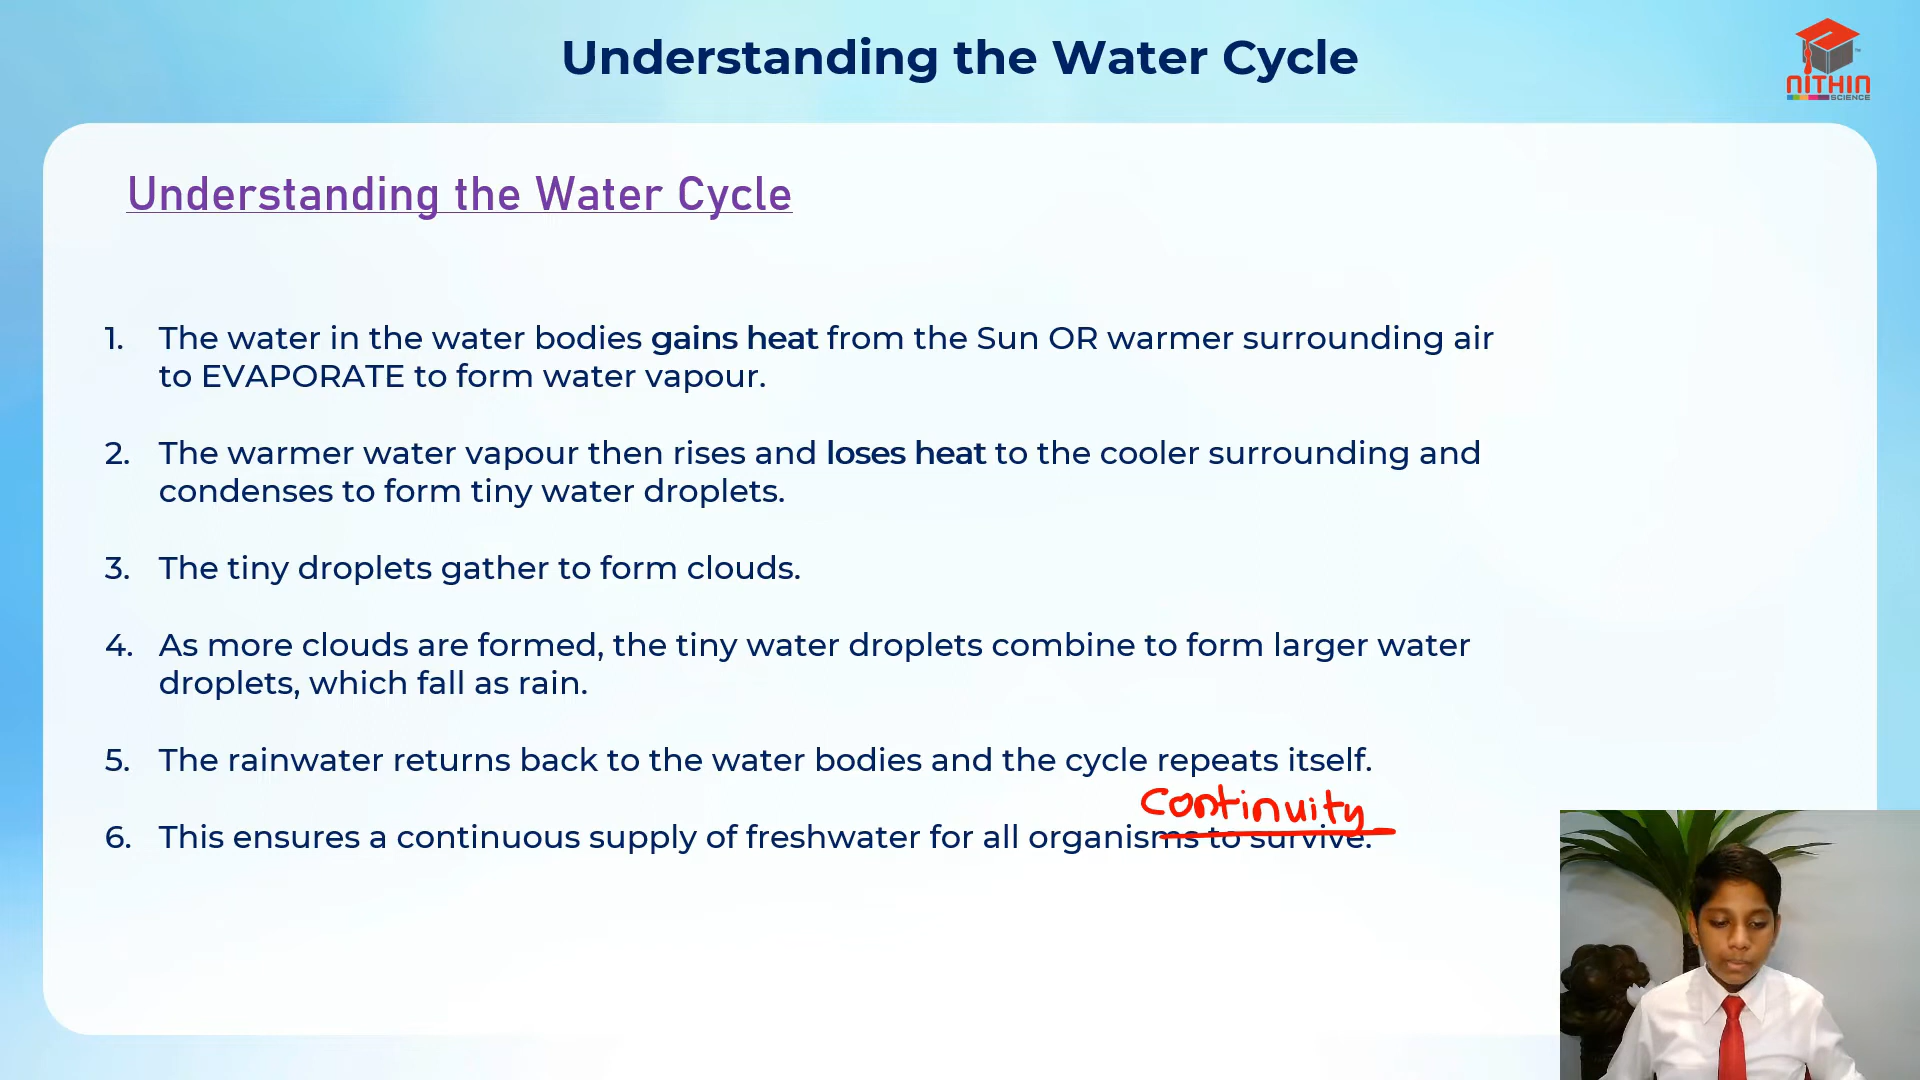 Understanding the Water Cycle
NITHIN
SCIENCE
Understanding the Water Cycle
1. The water in the water bodies gains heat from the Sun OR warmer surrounding air
to EVAPORATE to form water vapour.
2. The warmer water vapour then rises and loses heat to the cooler surrounding and
condenses to form tiny water droplets.
3. The tiny droplets gather to form clouds.
4. As more clouds are formed, the tiny water droplets combine to form larger water
droplets, which fall as rain.
5. The rainwater returns back to the water bodies and the cycle repeats itself.
continuity
6. This ensures a continuous supply of freshwater for all organisms to survive.